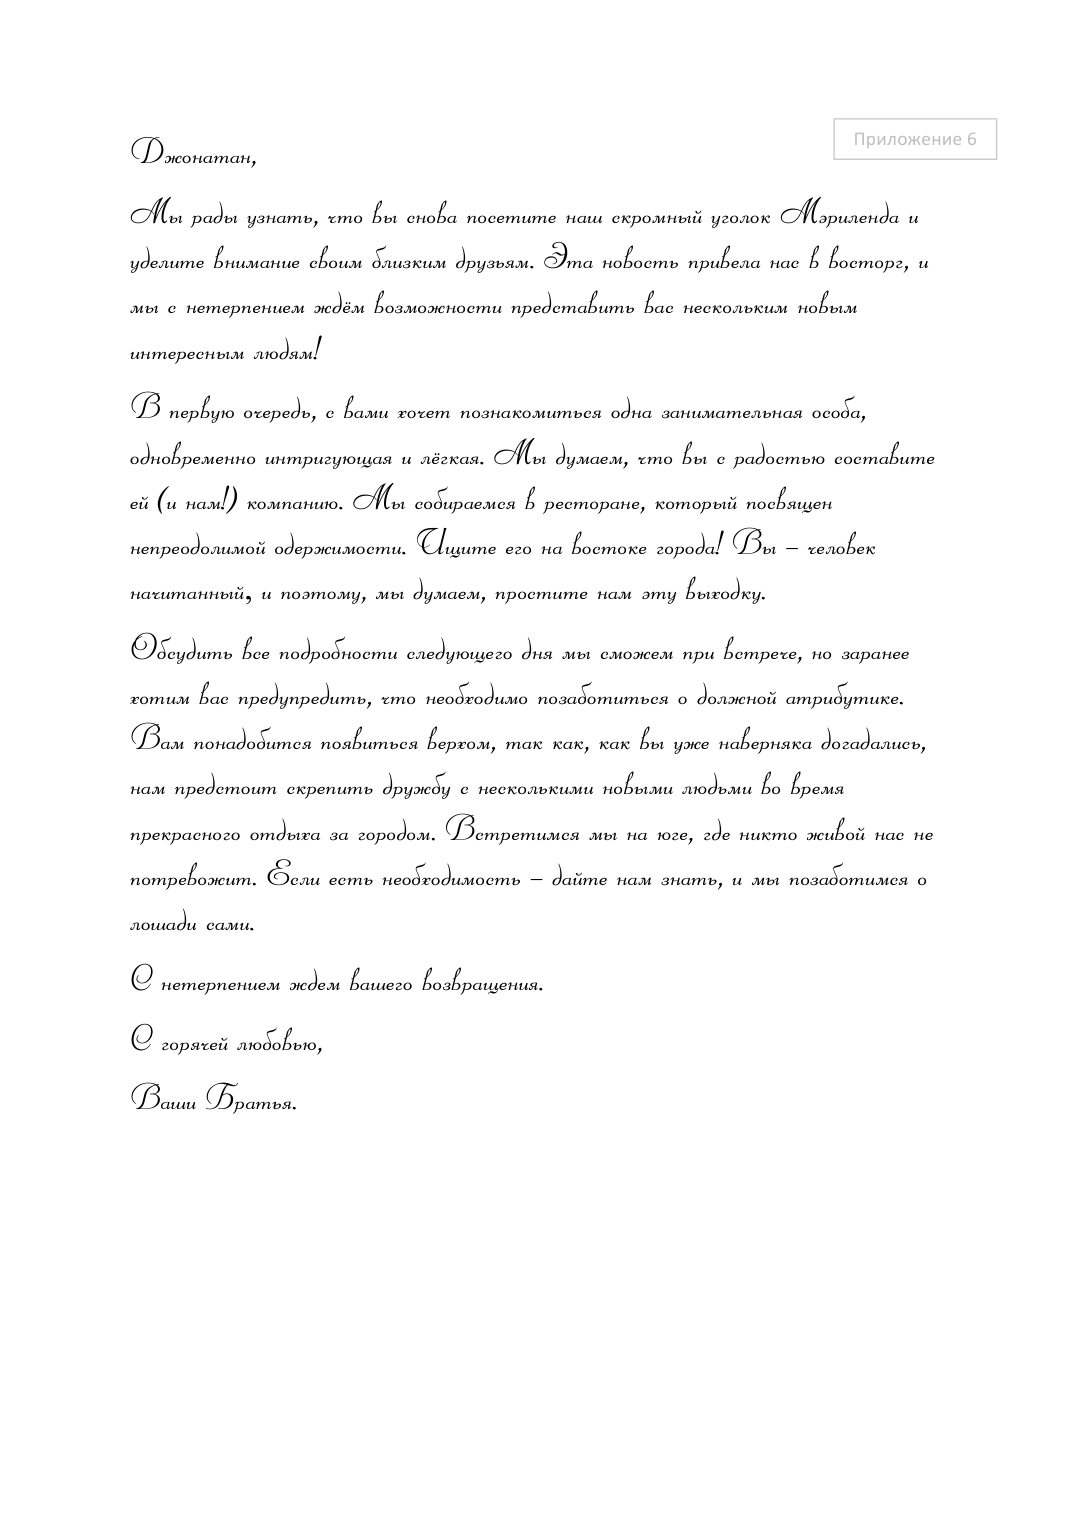 Приложение 6
Джонатан,
Мы рады узнать, что вы снова посетите наш скромный уголок Мэриленда и
уделите внимание своим близким друзьям. Эта новость привела нас в восторг, и
мы с нетерпением ждём возможности представить вас нескольким новым
интересным людям!
В первую очередь, с вами хочет познакомиться одна занимательная особа,
одновременно интригующая и лёгкая. Мы думаем, что вы с радостью составите
ей (и нам!) компанию. Мы собираемся в ресторане, который посвящен
непреодолимой одержимости. Ищите его на востоке города! Вы – человек
начитанный, и поэтому, мы думаем, простите нам эту выходку.
Обсудить все подробности следующего дня мы сможем при встрече, но заранее
хотим вас предупредить, что необходимо позаботиться о должной атрибутике.
Вам понадобится появиться верхом, так как, как вы уже наверняка догадались,
нам предстоит скрепить дружбу с несколькими новыми людьми во время
прекрасного отдыха за городом. Встретимся мы на юге, где никто живой нас не
потревожит. Если есть необходимость – дайте нам знать, и мы позаботимся о
лошади сами.
С нетерпением ждем вашего возвращения.
С горячей любовью,
Ваши Братья.